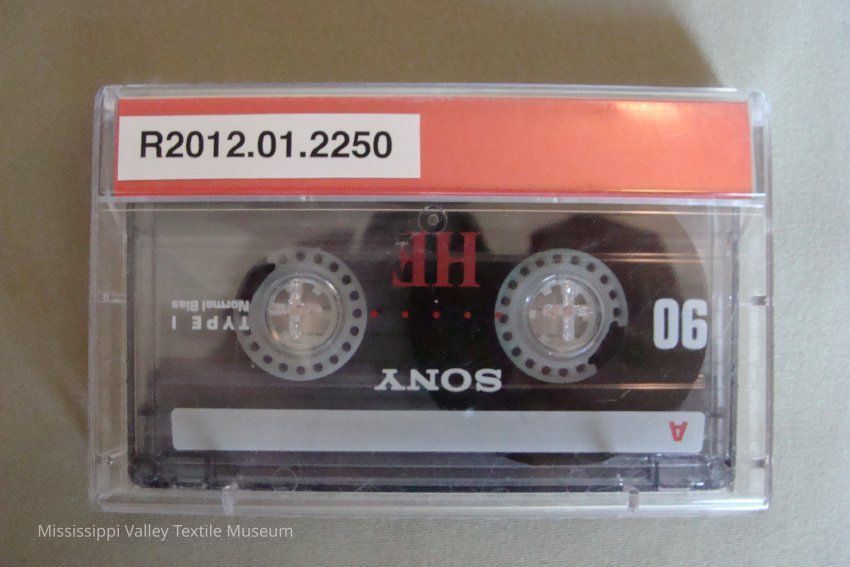 R2012.01.2250
HF
TYPE I
Normal Bias
90
SONY
A
Mississippi Valley Textile Museum